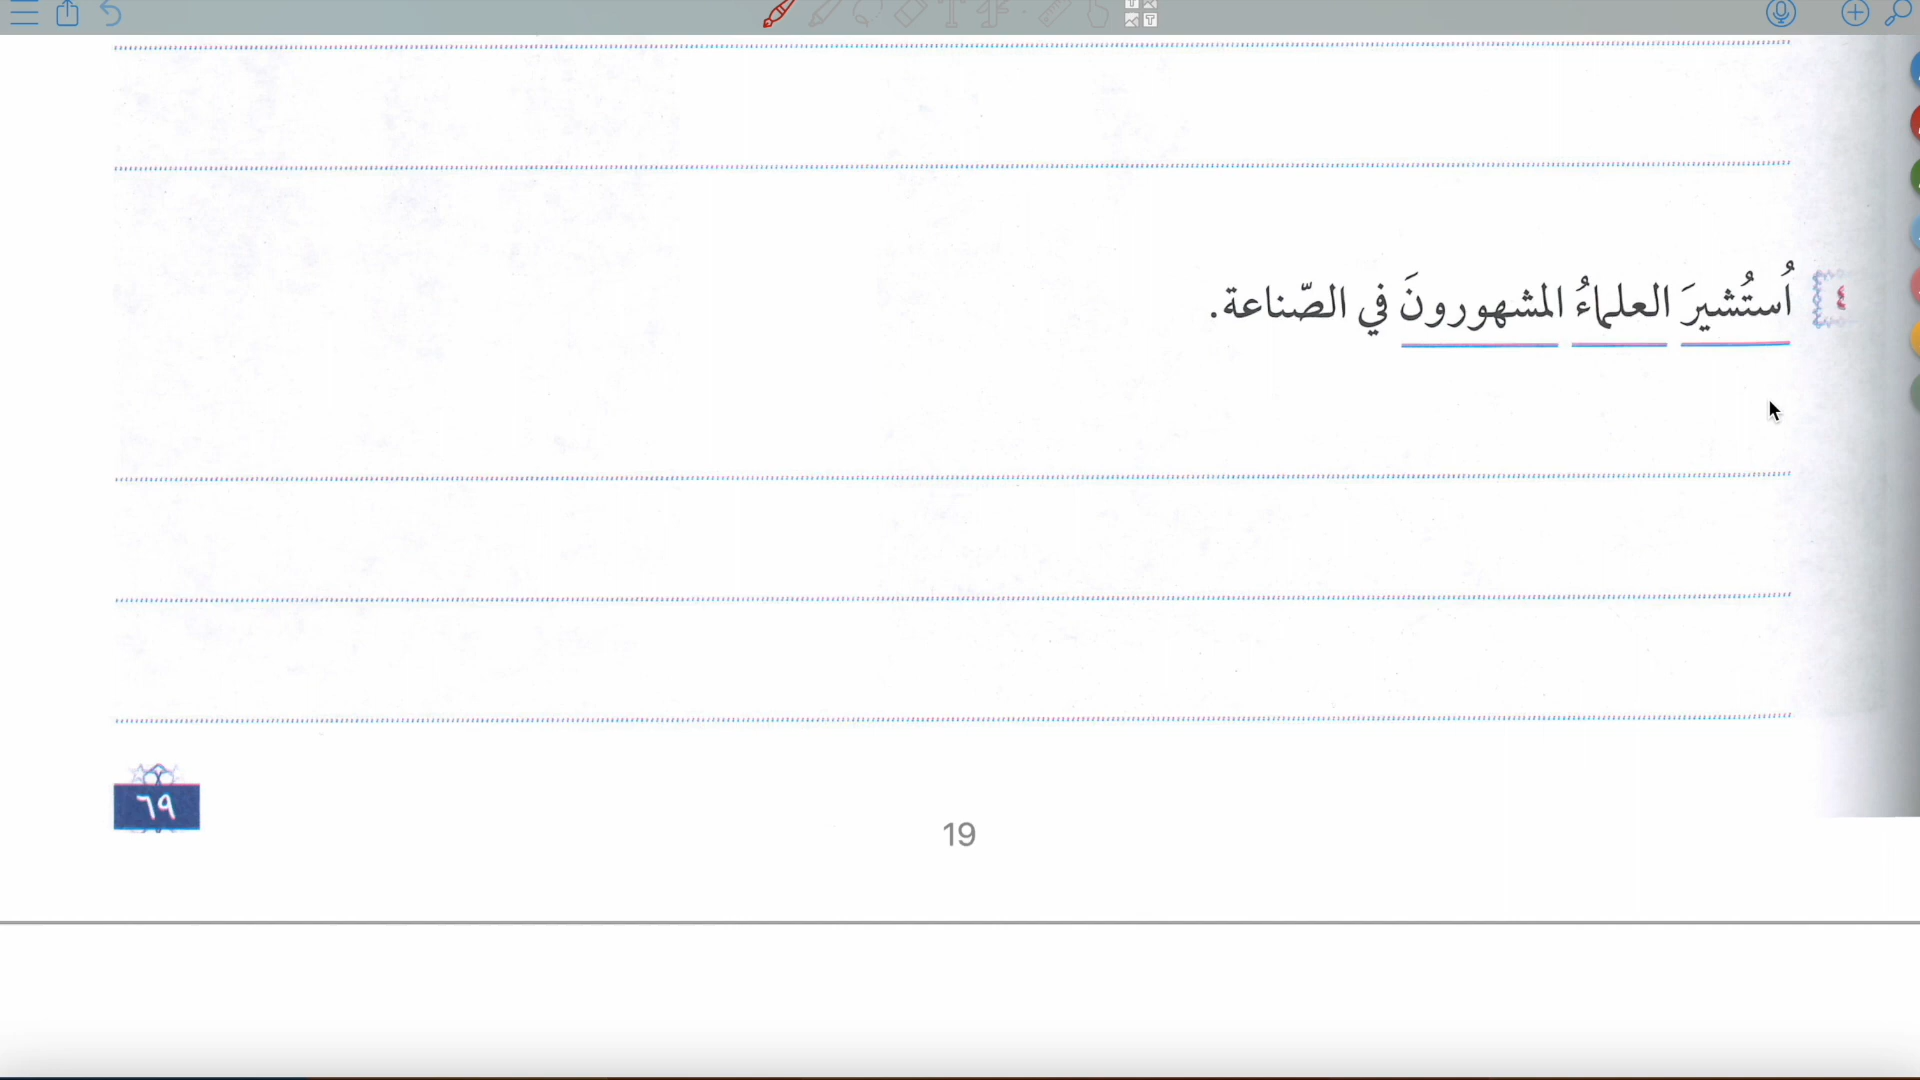 ٤ اُستُشيرَ العلماءُ المشهورونَ في الصّناعة.
٦٩
19